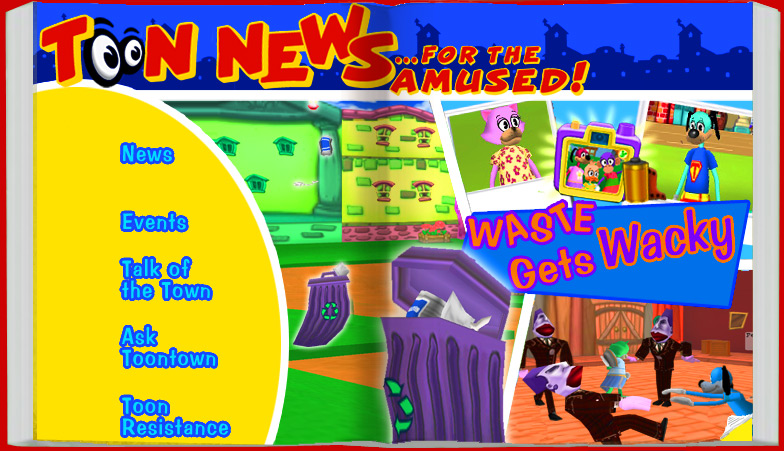 TOON NEWS
...FOR THE
AMUSED!
News
Events
Talk of
the Town
Ask
Toontown
Toon
Resistance
WASTE
Gets Wacky